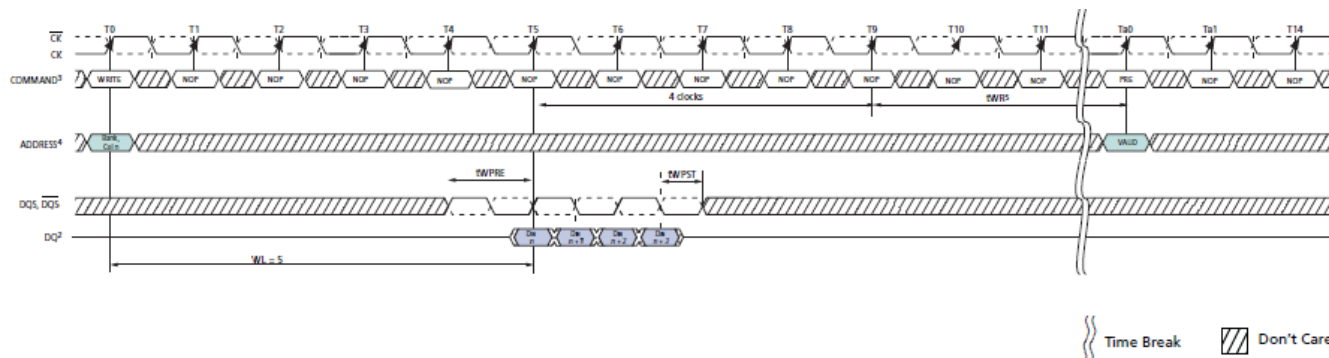 T0 T1 T2 T3 T4 T5 T6 T7 T8 T9 T10 T11 Ta0 Ta1 T14
CK
CK
COMMAND3 WRITE NOP NOP NOP NOP NOP NOP NOP NOP NOP NOP NOP PRE NOP NOP
4 clocks tWR5
ADDRESS4 Bank, VALID
Col n
tWPRE tWPST
DQS, DQS
DQ2 Din Din Din Din
n n + 1 n + 2 n + 3
WL = 5
Time Break Don't Care